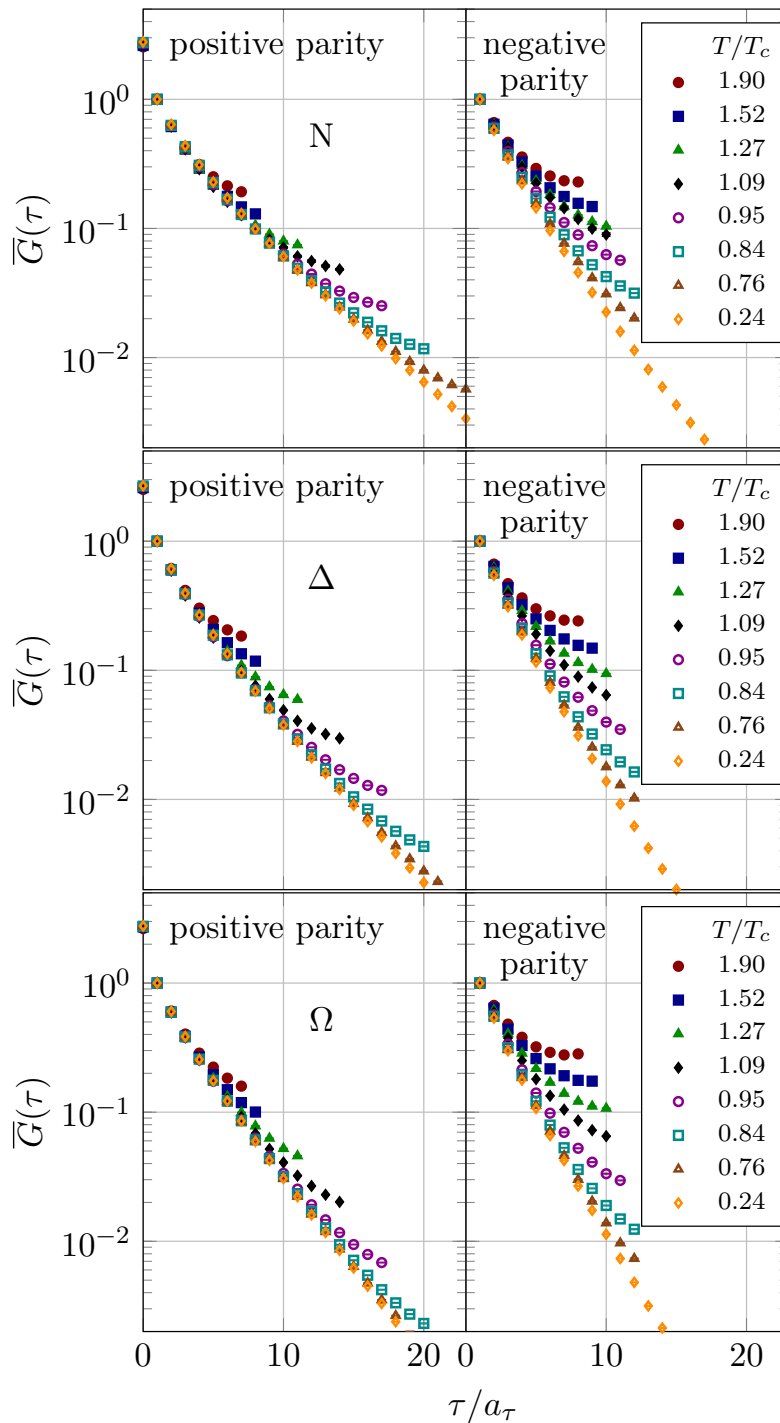 positive parity
negative parity
N
10^0
10^{-1}
10^{-2}
\overline{G}(τ)
T/T_c
1.90
1.52
1.27
1.09
0.95
0.84
0.76
0.24
positive parity
negative parity
Δ
10^0
10^{-1}
10^{-2}
\overline{G}(τ)
T/T_c
1.90
1.52
1.27
1.09
0.95
0.84
0.76
0.24
positive parity
negative parity
Ω
10^0
10^{-1}
10^{-2}
\overline{G}(τ)
T/T_c
1.90
1.52
1.27
1.09
0.95
0.84
0.76
0.24
0 10 20 10 20
τ/a_τ